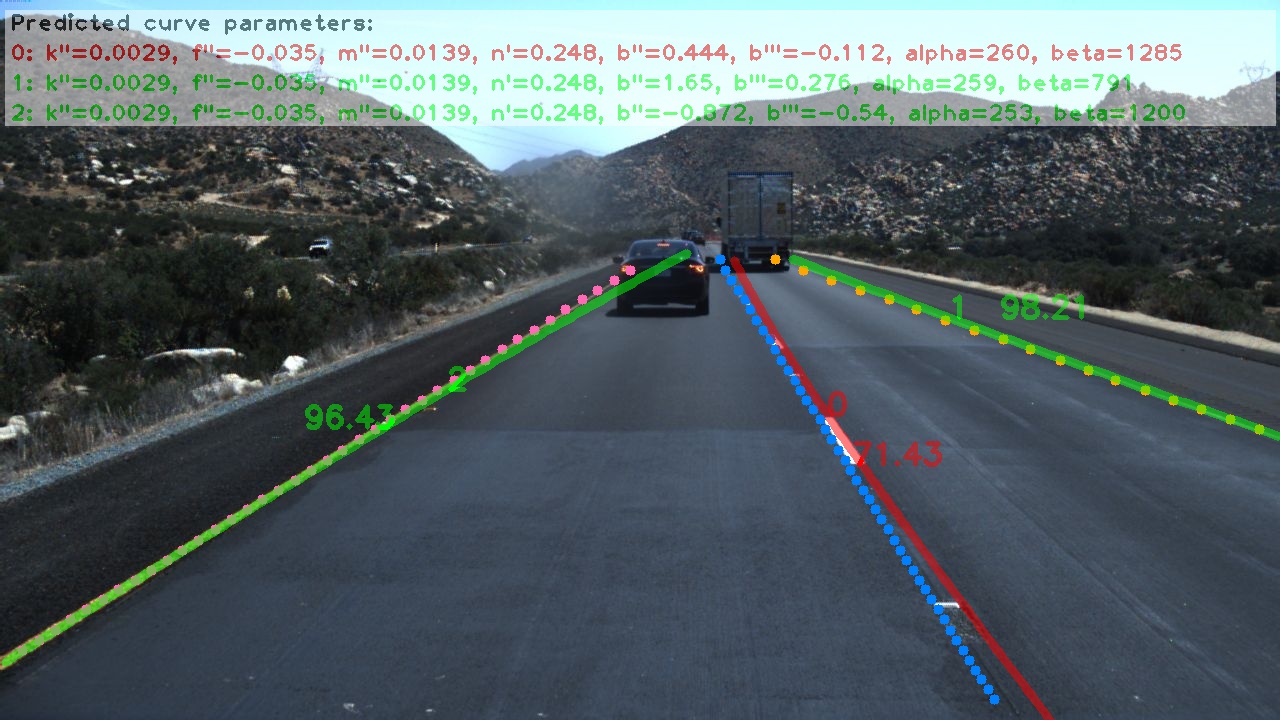 Predicted curve parameters:
0: k''=0.0029, f''=-0.035, m''=0.0139, n'=0.248, b''=0.444, b'''=-0.112, alpha=260, beta=1285
1: k''=0.0029, f''=-0.035, m''=0.0139, n'=0.248, b''=1.65, b'''=0.276, alpha=259, beta=791
2: k''=0.0029, f''=-0.035, m''=0.0139, n'=0.248, b''=-0.872, b'''=-0.54, alpha=253, beta=1200
1 98.21
2
96.43
0
71.43